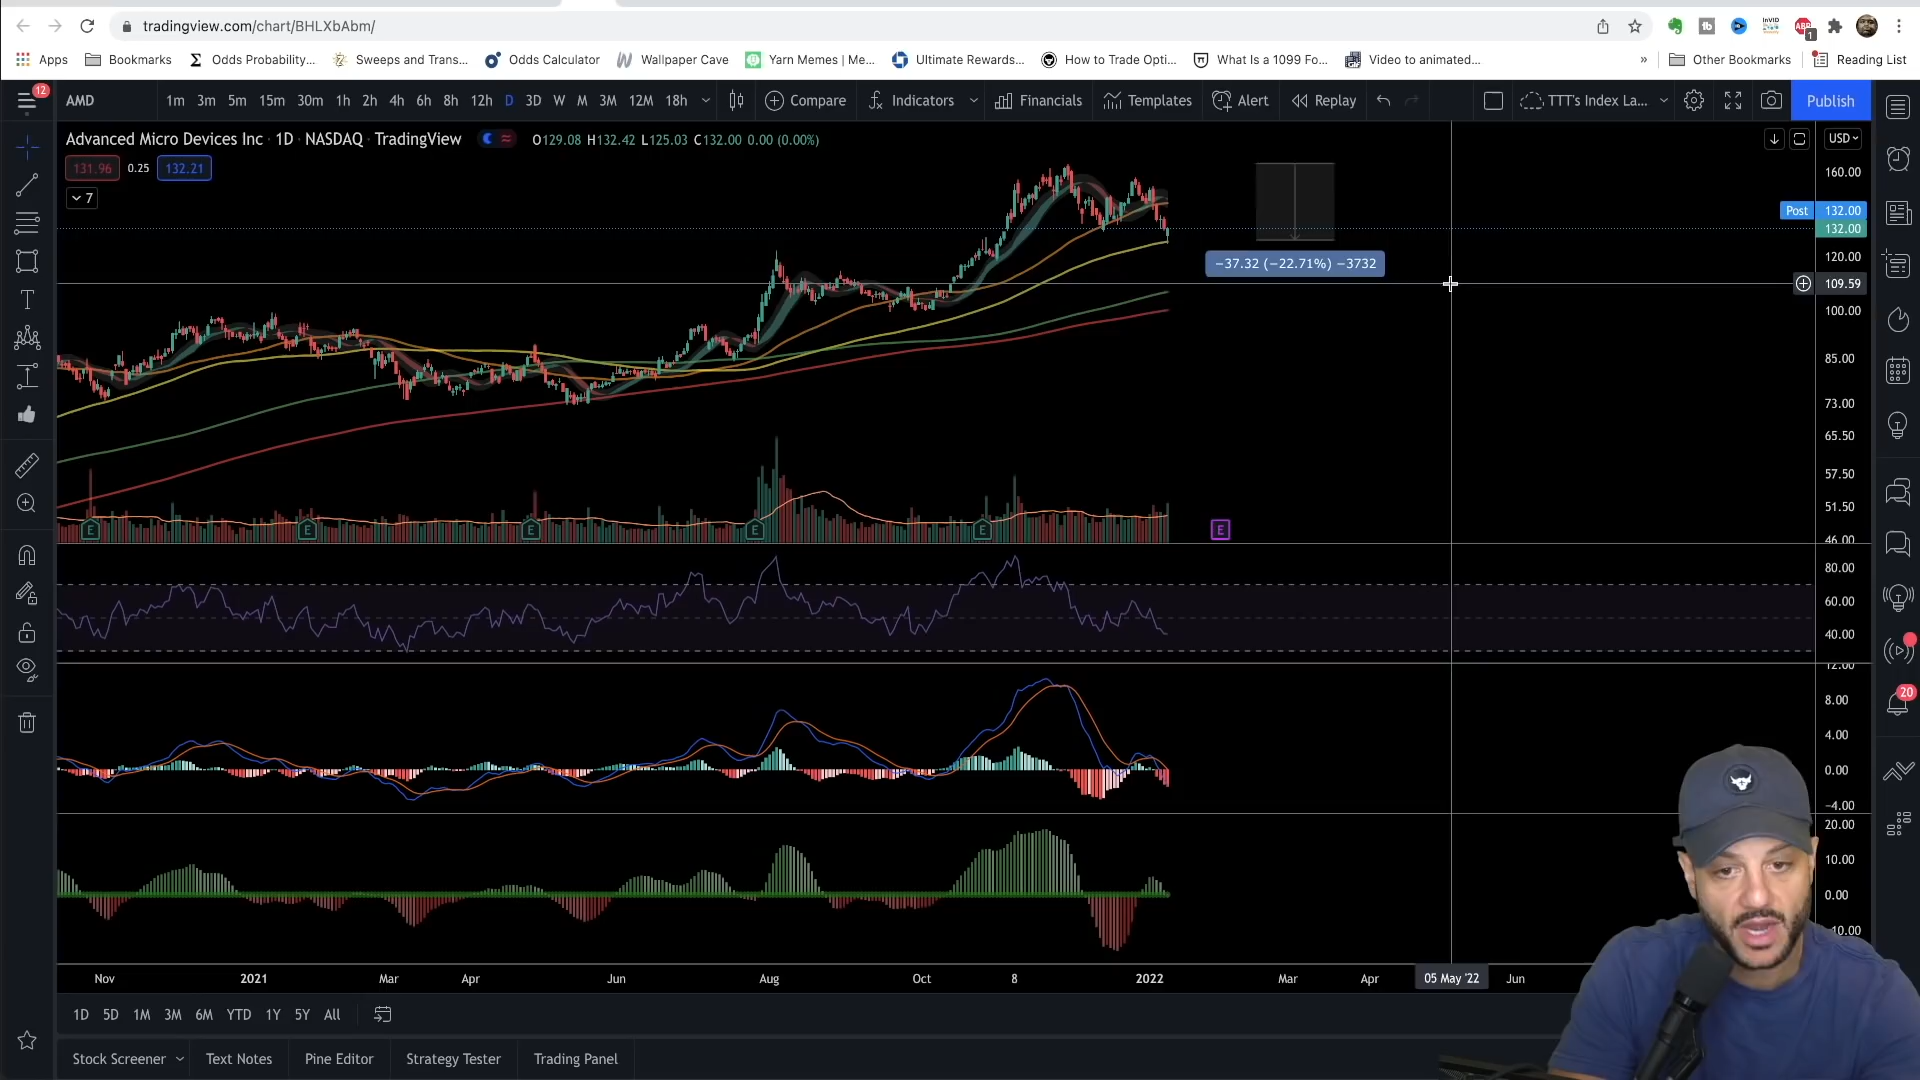 tradingview.com/chart/BHLXbAbm/
Apps Bookmarks Odds Probability... Sweeps and Trans... Odds Calculator Wallpaper Cave Yarn Memes | Me... Ultimate Rewards... How to Trade Opti... What Is a 1099 Fo... Video to animated... » Other Bookmarks Reading List
12 AMD 1m 3m 5m 15m 30m 1h 2h 4h 6h 8h 12h D 3D W M 3M 12M 18h Compare Indicators Financials Templates Alert Replay TTT's Index La... Publish
Advanced Micro Devices Inc · 1D · NASDAQ · TradingView O129.08 H132.42 L125.03 C132.00 0.00 (0.00%) USD
131.96 0.25 132.21
7
160.00
Post 132.00
132.00
120.00
−37.32 (−22.71%) −3732
109.59
100.00
85.00
73.00
65.50
57.50
51.50
E E E E E E
46.00
80.00
60.00
40.00
12.00
8.00
4.00
0.00
−4.00
20.00
10.00
0.00
10.00
20
Nov 2021 Mar Apr Jun Aug Oct 8 2022 Mar Apr 05 May '22 Jun
1D 5D 1M 3M 6M YTD 1Y 5Y All
Stock Screener Text Notes Pine Editor Strategy Tester Trading Panel